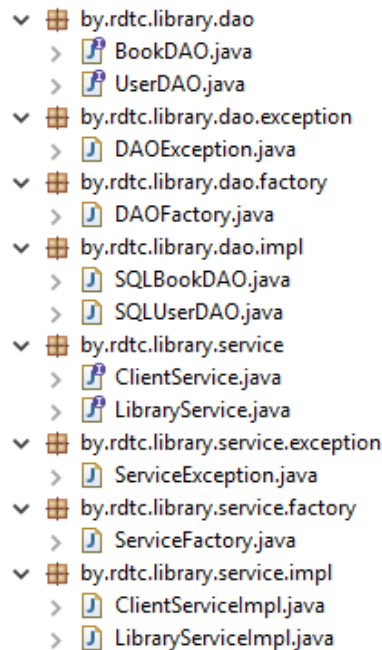 by.rdtc.library.dao
BookDAO.java
UserDAO.java
by.rdtc.library.dao.exception
DAOException.java
by.rdtc.library.dao.factory
DAOFactory.java
by.rdtc.library.dao.impl
SQLBookDAO.java
SQLUserDAO.java
by.rdtc.library.service
ClientService.java
LibraryService.java
by.rdtc.library.service.exception
ServiceException.java
by.rdtc.library.service.factory
ServiceFactory.java
by.rdtc.library.service.impl
ClientServiceImpl.java
LibraryServiceImpl.java